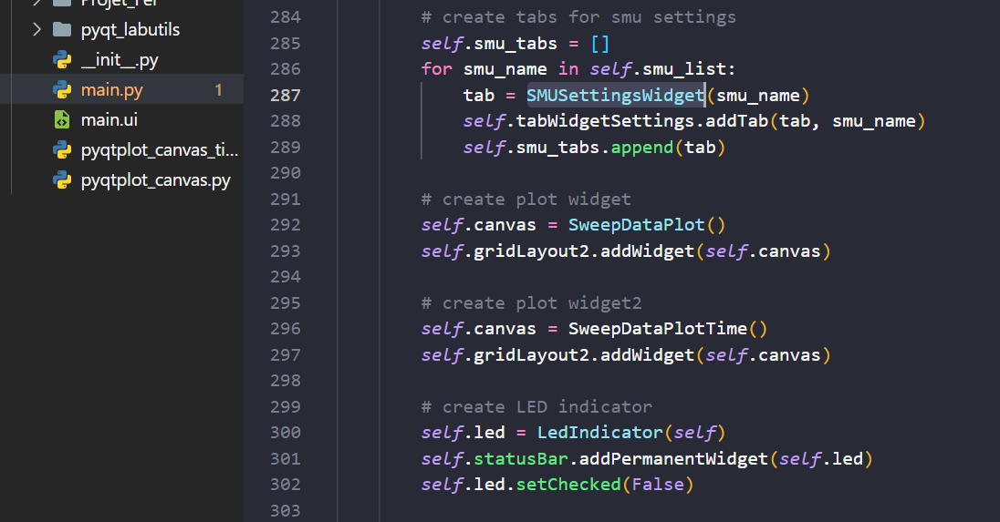 Projet_Fer
pyqt_labutils
__init__.py
main.py 1
main.ui
pyqtplot_canvas_ti...
pyqtplot_canvas.py
284 # create tabs for smu settings
285 self.smu_tabs = []
286 for smu_name in self.smu_list:
287 tab = SMUSettingsWidget(smu_name)
288 self.tabWidgetSettings.addTab(tab, smu_name)
289 self.smu_tabs.append(tab)
290
291 # create plot widget
292 self.canvas = SweepDataPlot()
293 self.gridLayout2.addWidget(self.canvas)
294
295 # create plot widget2
296 self.canvas = SweepDataPlotTime()
297 self.gridLayout2.addWidget(self.canvas)
298
299 # create LED indicator
300 self.led = LedIndicator(self)
301 self.statusBar.addPermanentWidget(self.led)
302 self.led.setChecked(False)
303